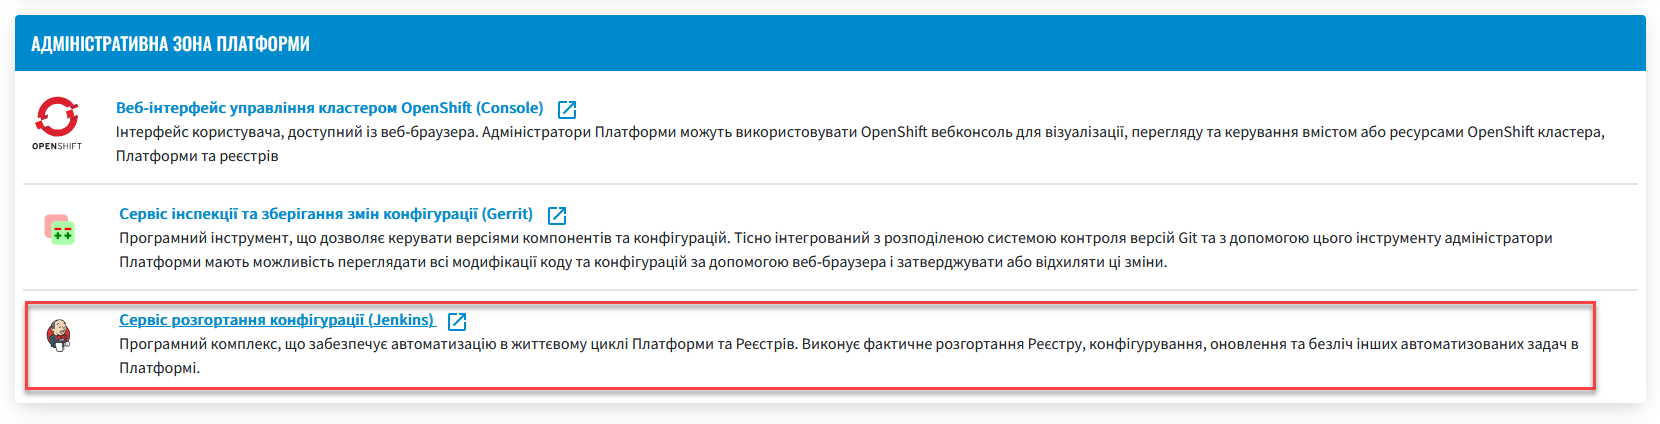 АДМІНІСТРАТИВНА ЗОНА ПЛАТФОРМИ
Веб-інтерфейс управління кластером OpenShift (Console)
Інтерфейс користувача, доступний із веб-браузера. Адміністратори Платформи можуть використовувати OpenShift вебконсоль для візуалізації, перегляду та керування вмістом або ресурсами OpenShift кластера,
OPENSHIFT
Платформи та реєстрів
Сервіс інспекції та зберігання змін конфігурації (Gerrit)
Програмний інструмент, що дозволяє керувати версіями компонентів та конфігурацій. Тісно інтегрований з розподіленою системою контроля версій Git та з допомогою цього інструменту адміністратори
Платформи мають можливість переглядати всі модифікації коду та конфігурацій за допомогою веб-браузера і затверджувати або відхиляти ці зміни.
Сервіс розгортання конфігурації (Jenkins)
Програмний комплекс, що забезпечує автоматизацію в життєвому циклі Платформи та Реєстрів. Виконує фактичне розгортання Реєстру, конфігурування, оновлення та безліч інших автоматизованих задач в
Платформі.